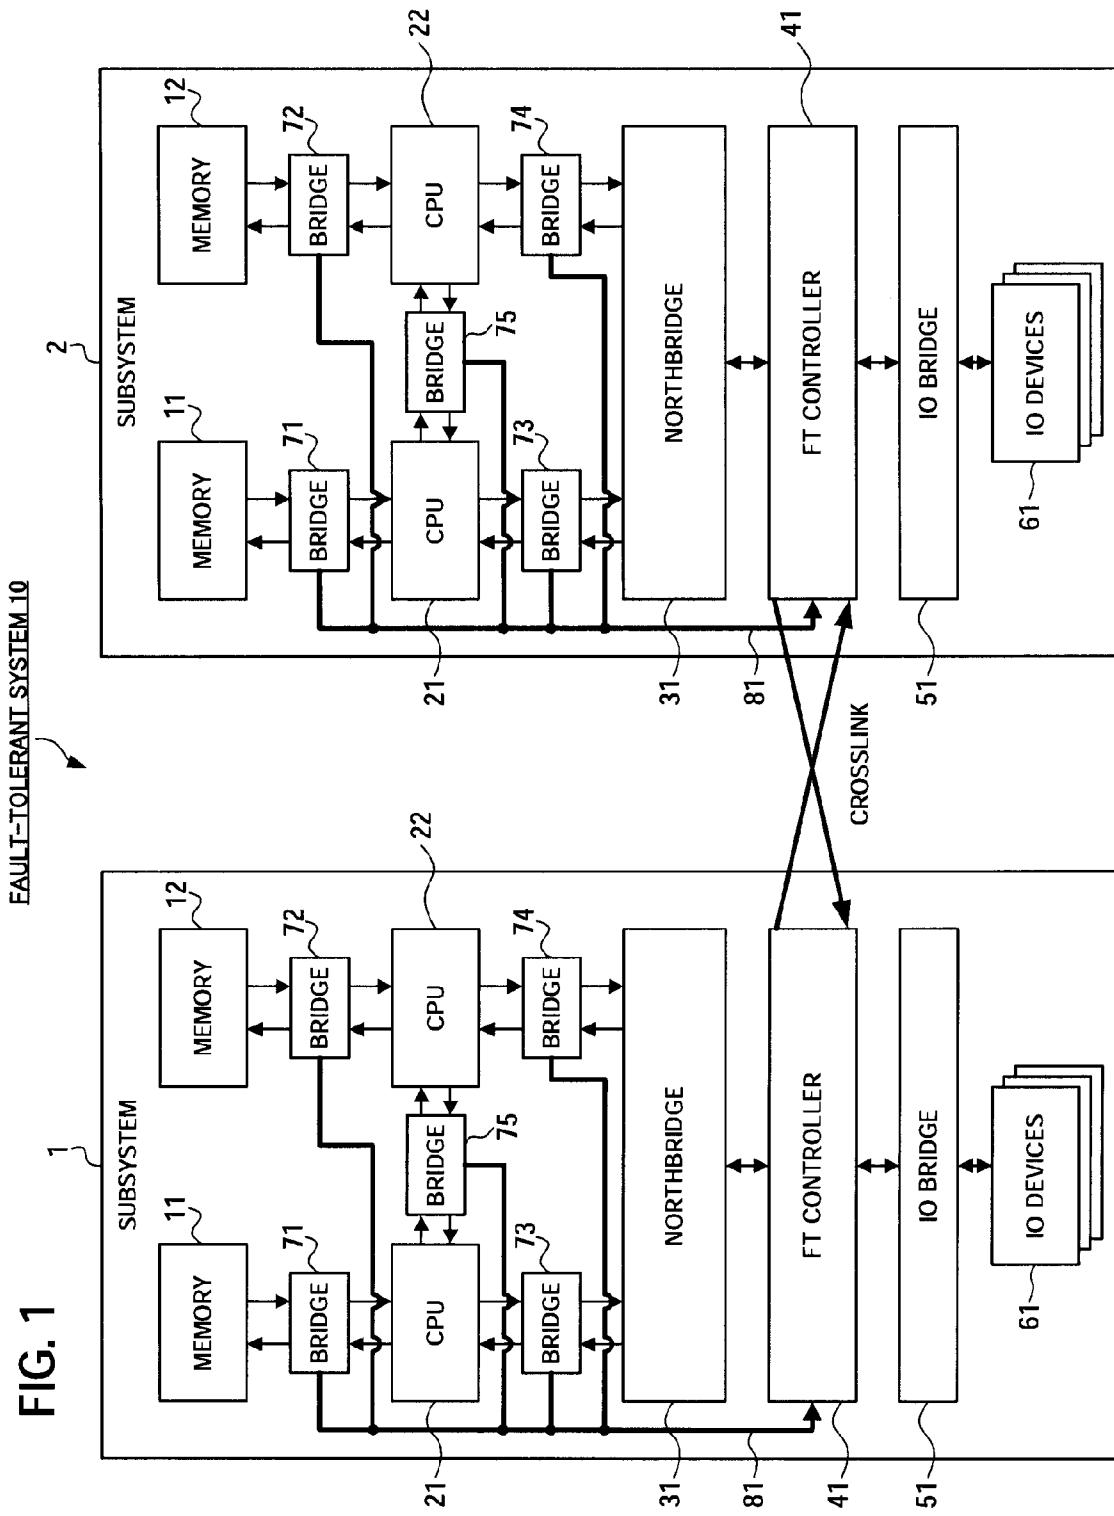 FIG. 1
FAULT-TOLERANT SYSTEM 10
1
SUBSYSTEM
11
12
MEMORY
MEMORY
71
72
BRIDGE
BRIDGE
21
22
CPU
BRIDGE
CPU
75
73
74
BRIDGE
BRIDGE
NORTHBRIDGE
31
81
FT CONTROLLER
41
IO BRIDGE
51
IO DEVICES
61
CROSSLINK
2
SUBSYSTEM
11
12
MEMORY
MEMORY
71
72
BRIDGE
BRIDGE
21
22
CPU
BRIDGE
CPU
75
73
74
BRIDGE
BRIDGE
NORTHBRIDGE
31
81
FT CONTROLLER
41
IO BRIDGE
51
IO DEVICES
61